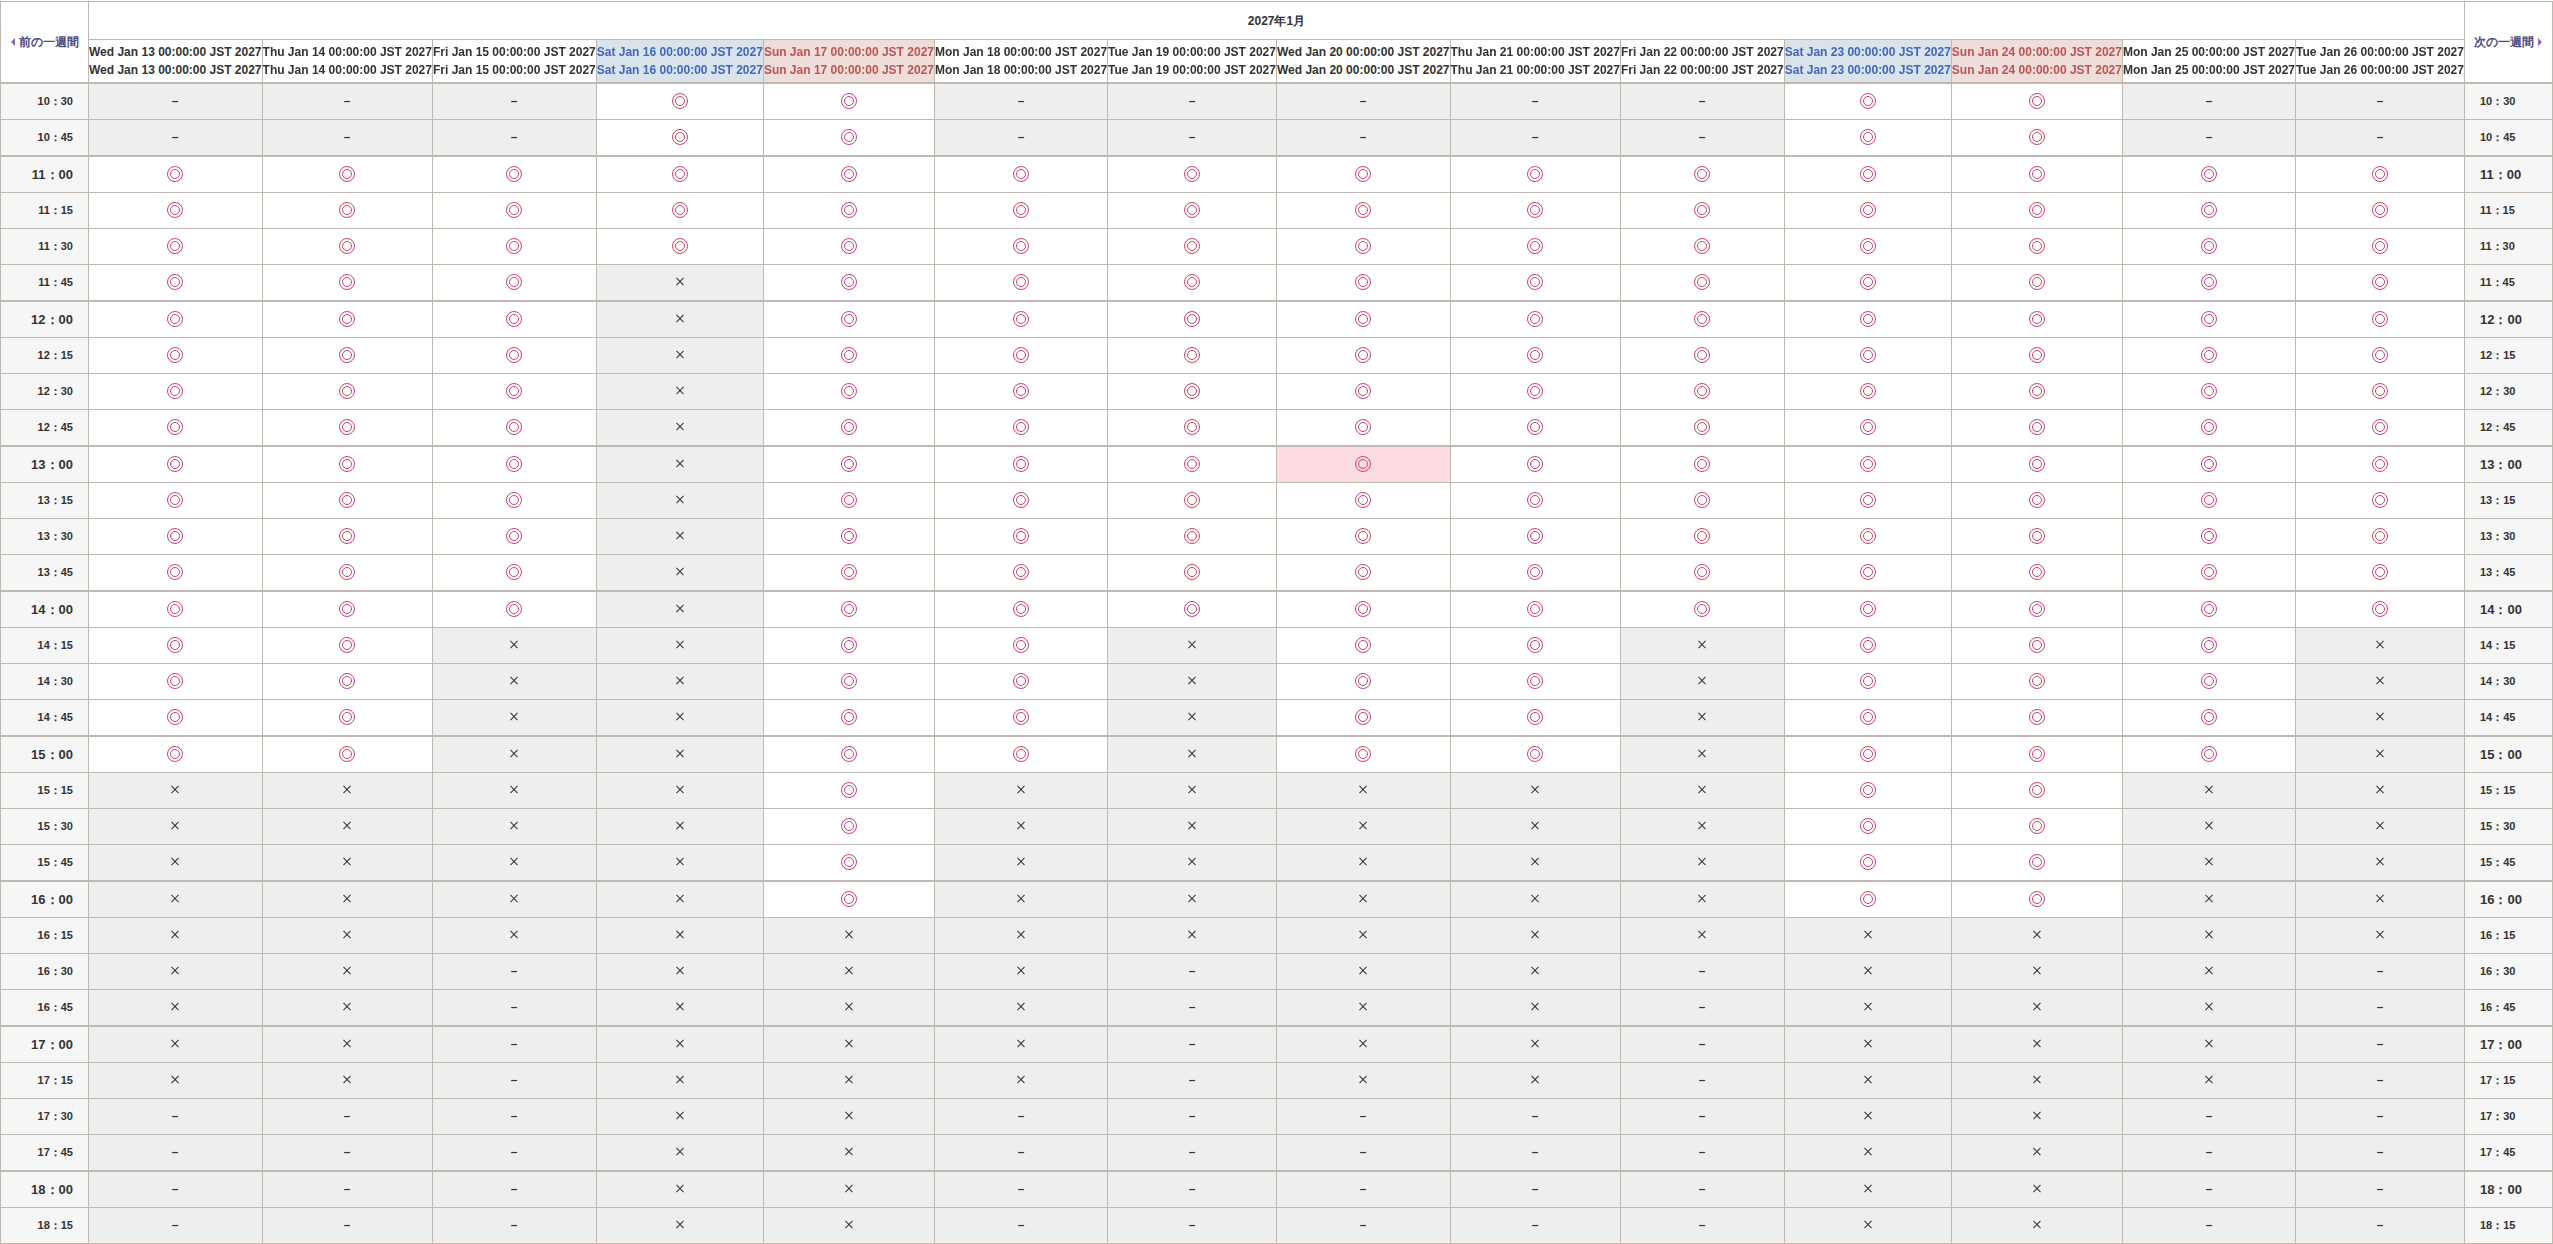 2027年1月
前の一週間 Wed Jan 13 00:00:00 JST 2027 Thu Jan 14 00:00:00 JST 2027 Fri Jan 15 00:00:00 JST 2027 Sat Jan 16 00:00:00 JST 2027 Sun Jan 17 00:00:00 JST 2027 Mon Jan 18 00:00:00 JST 2027 Tue Jan 19 00:00:00 JST 2027 Wed Jan 20 00:00:00 JST 2027 Thu Jan 21 00:00:00 JST 2027 Fri Jan 22 00:00:00 JST 2027 Sat Jan 23 00:00:00 JST 2027 Sun Jan 24 00:00:00 JST 2027 Mon Jan 25 00:00:00 JST 2027 Tue Jan 26 00:00:00 JST 2027 次の一週間
Wed Jan 13 00:00:00 JST 2027 Thu Jan 14 00:00:00 JST 2027 Fri Jan 15 00:00:00 JST 2027 Sat Jan 16 00:00:00 JST 2027 Sun Jan 17 00:00:00 JST 2027 Mon Jan 18 00:00:00 JST 2027 Tue Jan 19 00:00:00 JST 2027 Wed Jan 20 00:00:00 JST 2027 Thu Jan 21 00:00:00 JST 2027 Fri Jan 22 00:00:00 JST 2027 Sat Jan 23 00:00:00 JST 2027 Sun Jan 24 00:00:00 JST 2027 Mon Jan 25 00:00:00 JST 2027 Tue Jan 26 00:00:00 JST 2027
10：30 － － － ◎ ◎ － － － － － ◎ ◎ － － 10：30
10：45 － － － ◎ ◎ － － － － － ◎ ◎ － － 10：45
11：00 ◎ ◎ ◎ ◎ ◎ ◎ ◎ ◎ ◎ ◎ ◎ ◎ ◎ ◎ 11：00
11：15 ◎ ◎ ◎ ◎ ◎ ◎ ◎ ◎ ◎ ◎ ◎ ◎ ◎ ◎ 11：15
11：30 ◎ ◎ ◎ ◎ ◎ ◎ ◎ ◎ ◎ ◎ ◎ ◎ ◎ ◎ 11：30
11：45 ◎ ◎ ◎ × ◎ ◎ ◎ ◎ ◎ ◎ ◎ ◎ ◎ ◎ 11：45
12：00 ◎ ◎ ◎ × ◎ ◎ ◎ ◎ ◎ ◎ ◎ ◎ ◎ ◎ 12：00
12：15 ◎ ◎ ◎ × ◎ ◎ ◎ ◎ ◎ ◎ ◎ ◎ ◎ ◎ 12：15
12：30 ◎ ◎ ◎ × ◎ ◎ ◎ ◎ ◎ ◎ ◎ ◎ ◎ ◎ 12：30
12：45 ◎ ◎ ◎ × ◎ ◎ ◎ ◎ ◎ ◎ ◎ ◎ ◎ ◎ 12：45
13：00 ◎ ◎ ◎ × ◎ ◎ ◎ ◎ ◎ ◎ ◎ ◎ ◎ ◎ 13：00
13：15 ◎ ◎ ◎ × ◎ ◎ ◎ ◎ ◎ ◎ ◎ ◎ ◎ ◎ 13：15
13：30 ◎ ◎ ◎ × ◎ ◎ ◎ ◎ ◎ ◎ ◎ ◎ ◎ ◎ 13：30
13：45 ◎ ◎ ◎ × ◎ ◎ ◎ ◎ ◎ ◎ ◎ ◎ ◎ ◎ 13：45
14：00 ◎ ◎ ◎ × ◎ ◎ ◎ ◎ ◎ ◎ ◎ ◎ ◎ ◎ 14：00
14：15 ◎ ◎ × × ◎ ◎ × ◎ ◎ × ◎ ◎ ◎ × 14：15
14：30 ◎ ◎ × × ◎ ◎ × ◎ ◎ × ◎ ◎ ◎ × 14：30
14：45 ◎ ◎ × × ◎ ◎ × ◎ ◎ × ◎ ◎ ◎ × 14：45
15：00 ◎ ◎ × × ◎ ◎ × ◎ ◎ × ◎ ◎ ◎ × 15：00
15：15 × × × × ◎ × × × × × ◎ ◎ × × 15：15
15：30 × × × × ◎ × × × × × ◎ ◎ × × 15：30
15：45 × × × × ◎ × × × × × ◎ ◎ × × 15：45
16：00 × × × × ◎ × × × × × ◎ ◎ × × 16：00
16：15 × × × × × × × × × × × × × × 16：15
16：30 × × － × × × － × × － × × × － 16：30
16：45 × × － × × × － × × － × × × － 16：45
17：00 × × － × × × － × × － × × × － 17：00
17：15 × × － × × × － × × － × × × － 17：15
17：30 － － － × × － － － － － × × － － 17：30
17：45 － － － × × － － － － － × × － － 17：45
18：00 － － － × × － － － － － × × － － 18：00
18：15 － － － × × － － － － － × × － － 18：15